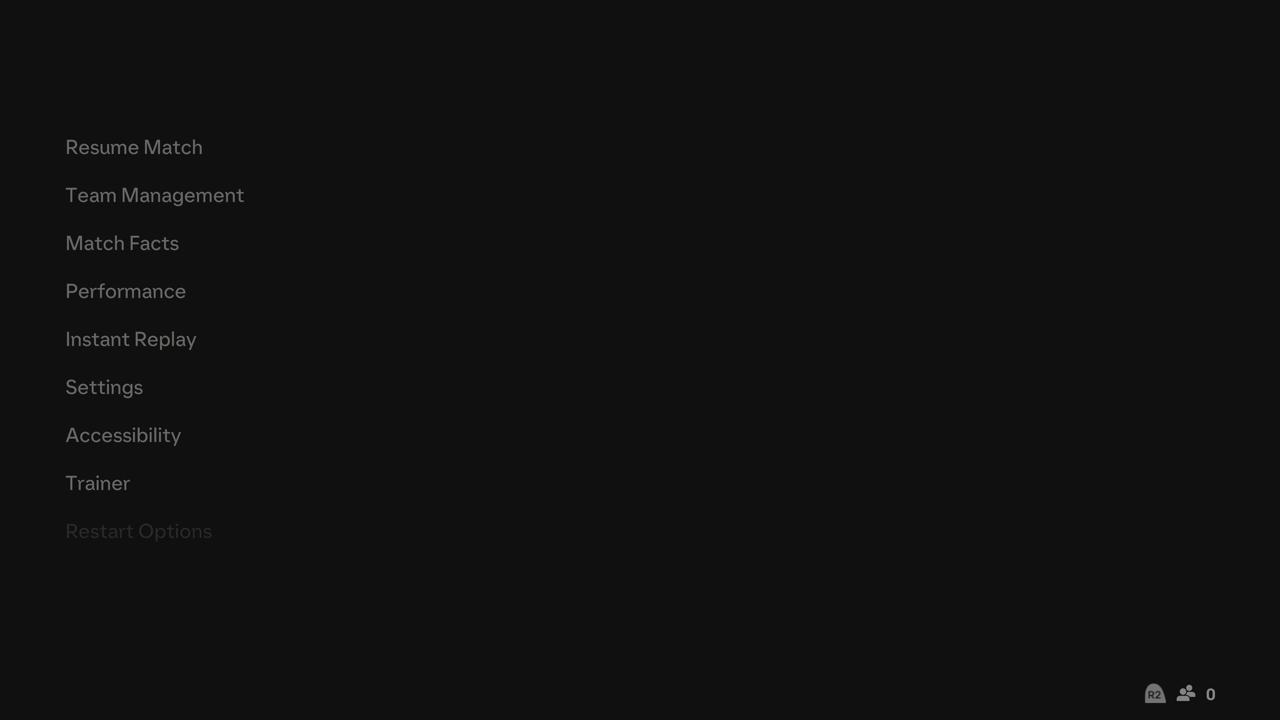 Resume Match
Team Management
Match Facts
Performance
Instant Replay
Settings
Accessibility
Trainer
Restart Options
R2 0